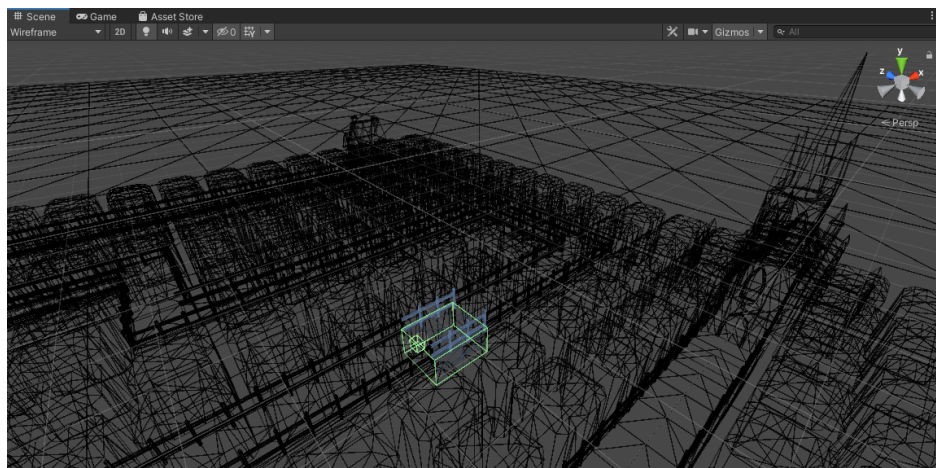 Scene Game Asset Store
Wireframe 2D 0 Gizmos All
y
z x
Persp